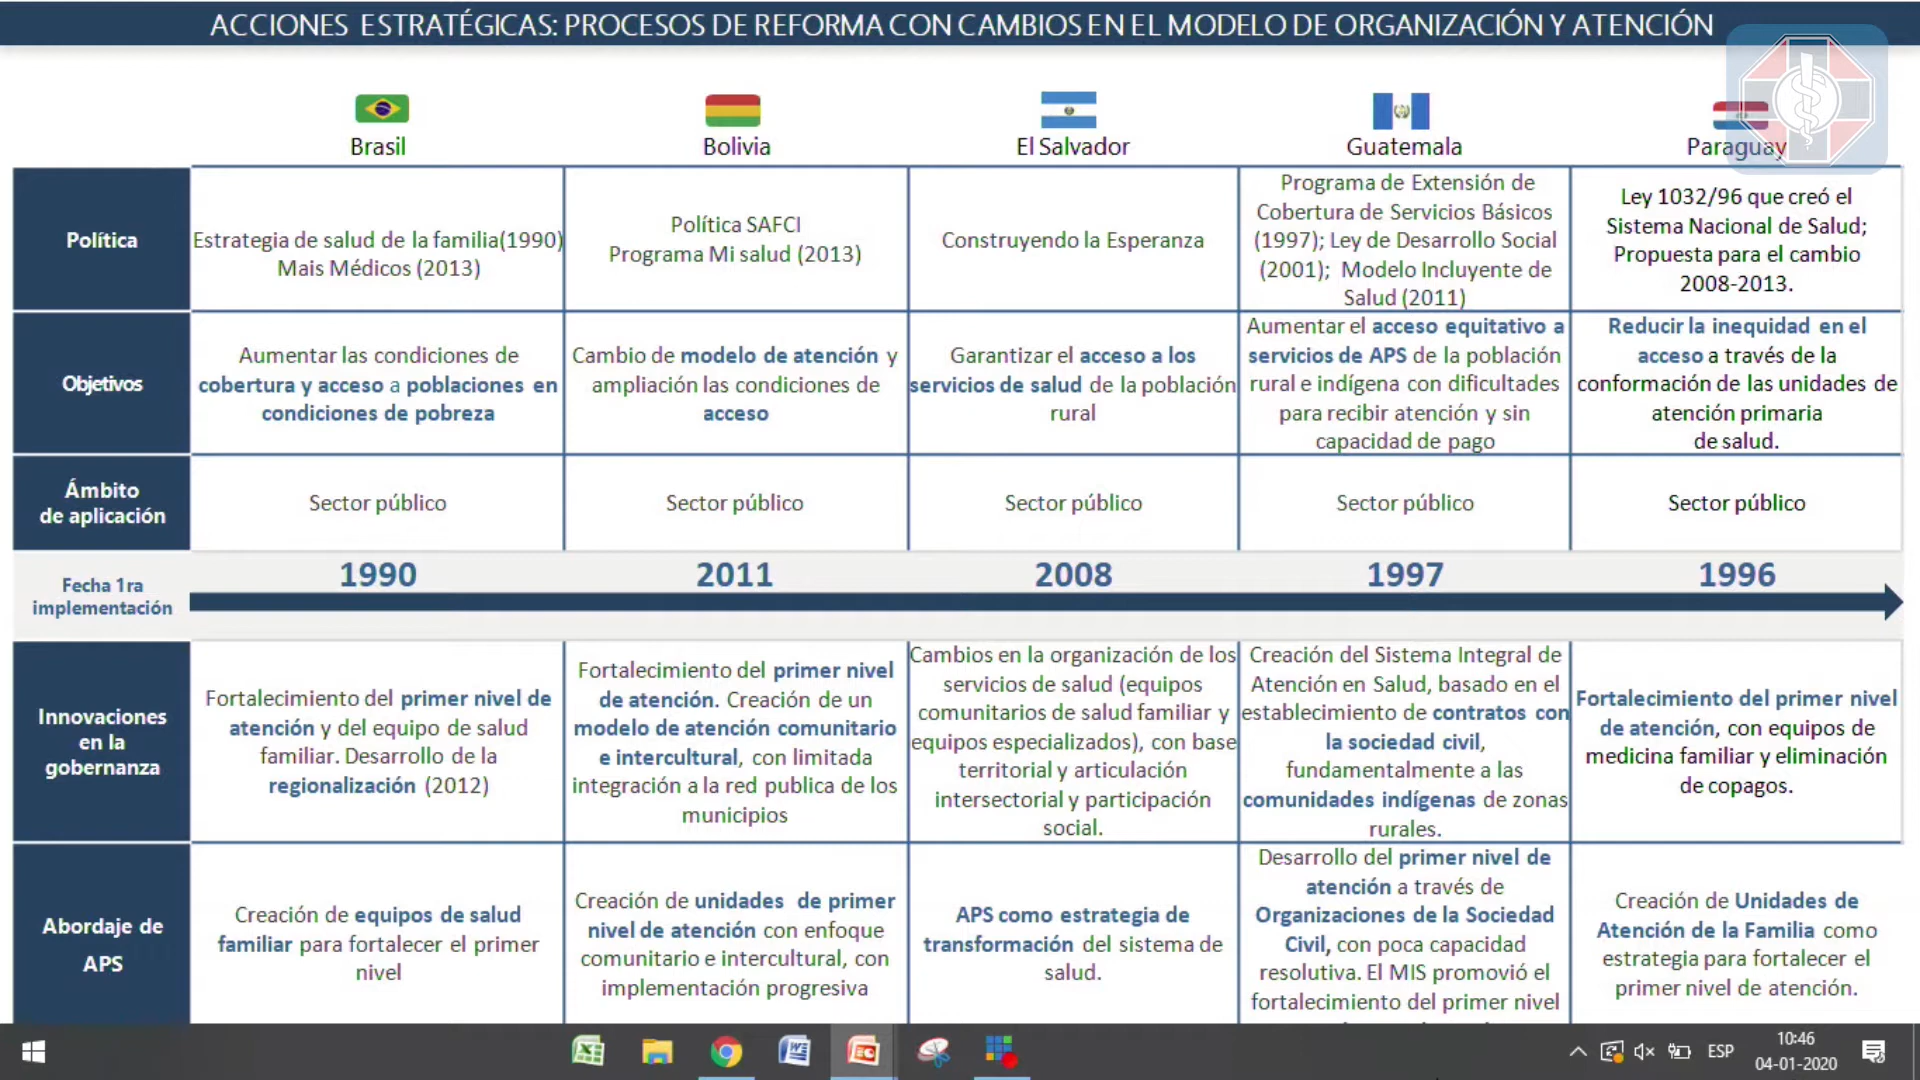 ACCIONES ESTRATÉGICAS: PROCESOS DE REFORMA CON CAMBIOS EN EL MODELO DE ORGANIZACIÓN Y ATENCIÓN
Brasil
Bolivia
El Salvador
Guatemala
Paraguay
Política
Estrategia de salud de la familia(1990)
Mais Médicos (2013)
Política SAFCI
Programa Mi salud (2013)
Construyendo la Esperanza
Programa de Extensión de
Cobertura de Servicios Básicos
(1997); Ley de Desarrollo Social
(2001); Modelo Incluyente de
Salud (2011)
Ley 1032/96 que creó el
Sistema Nacional de Salud;
Propuesta para el cambio
2008-2013.
Objetivos
Aumentar las condiciones de
cobertura y acceso a poblaciones en
condiciones de pobreza
Cambio de modelo de atención y
ampliación las condiciones de
acceso
Garantizar el acceso a los
servicios de salud de la población
rural
Aumentar el acceso equitativo a
servicios de APS de la población
rural e indígena con dificultades
para recibir atención y sin
capacidad de pago
Reducir la inequidad en el
acceso a través de la
conformación de las unidades de
atención primaria
de salud.
Ámbito
de aplicación
Sector público
Sector público
Sector público
Sector público
Sector público
Fecha 1ra
implementación
1990
2011
2008
1997
1996
Innovaciones
en la
gobernanza
Fortalecimiento del primer nivel de
atención y del equipo de salud
familiar. Desarrollo de la
regionalización (2012)
Fortalecimiento del primer nivel
de atención. Creación de un
modelo de atención comunitario
e intercultural, con limitada
integración a la red publica de los
municipios
Cambios en la organización de los
servicios de salud (equipos
comunitarios de salud familiar y
equipos especializados), con base
territorial y articulación
intersectorial y participación
social.
Creación del Sistema Integral de
Atención en Salud, basado en el
establecimiento de contratos con
la sociedad civil,
fundamentalmente a las
comunidades indígenas de zonas
rurales.
Fortalecimiento del primer nivel
de atención, con equipos de
medicina familiar y eliminación
de copagos.
Abordaje de
APS
Creación de equipos de salud
familiar para fortalecer el primer
nivel
Creación de unidades de primer
nivel de atención con enfoque
comunitario e intercultural, con
implementación progresiva
APS como estrategia de
transformación del sistema de
salud.
Desarrollo del primer nivel de
atención a través de
Organizaciones de la Sociedad
Civil, con poca capacidad
resolutiva. El MIS promovió el
fortalecimiento del primer nivel
Creación de Unidades de
Atención de la Familia como
estrategia para fortalecer el
primer nivel de atención.
ESP
10:46
04-01-2020